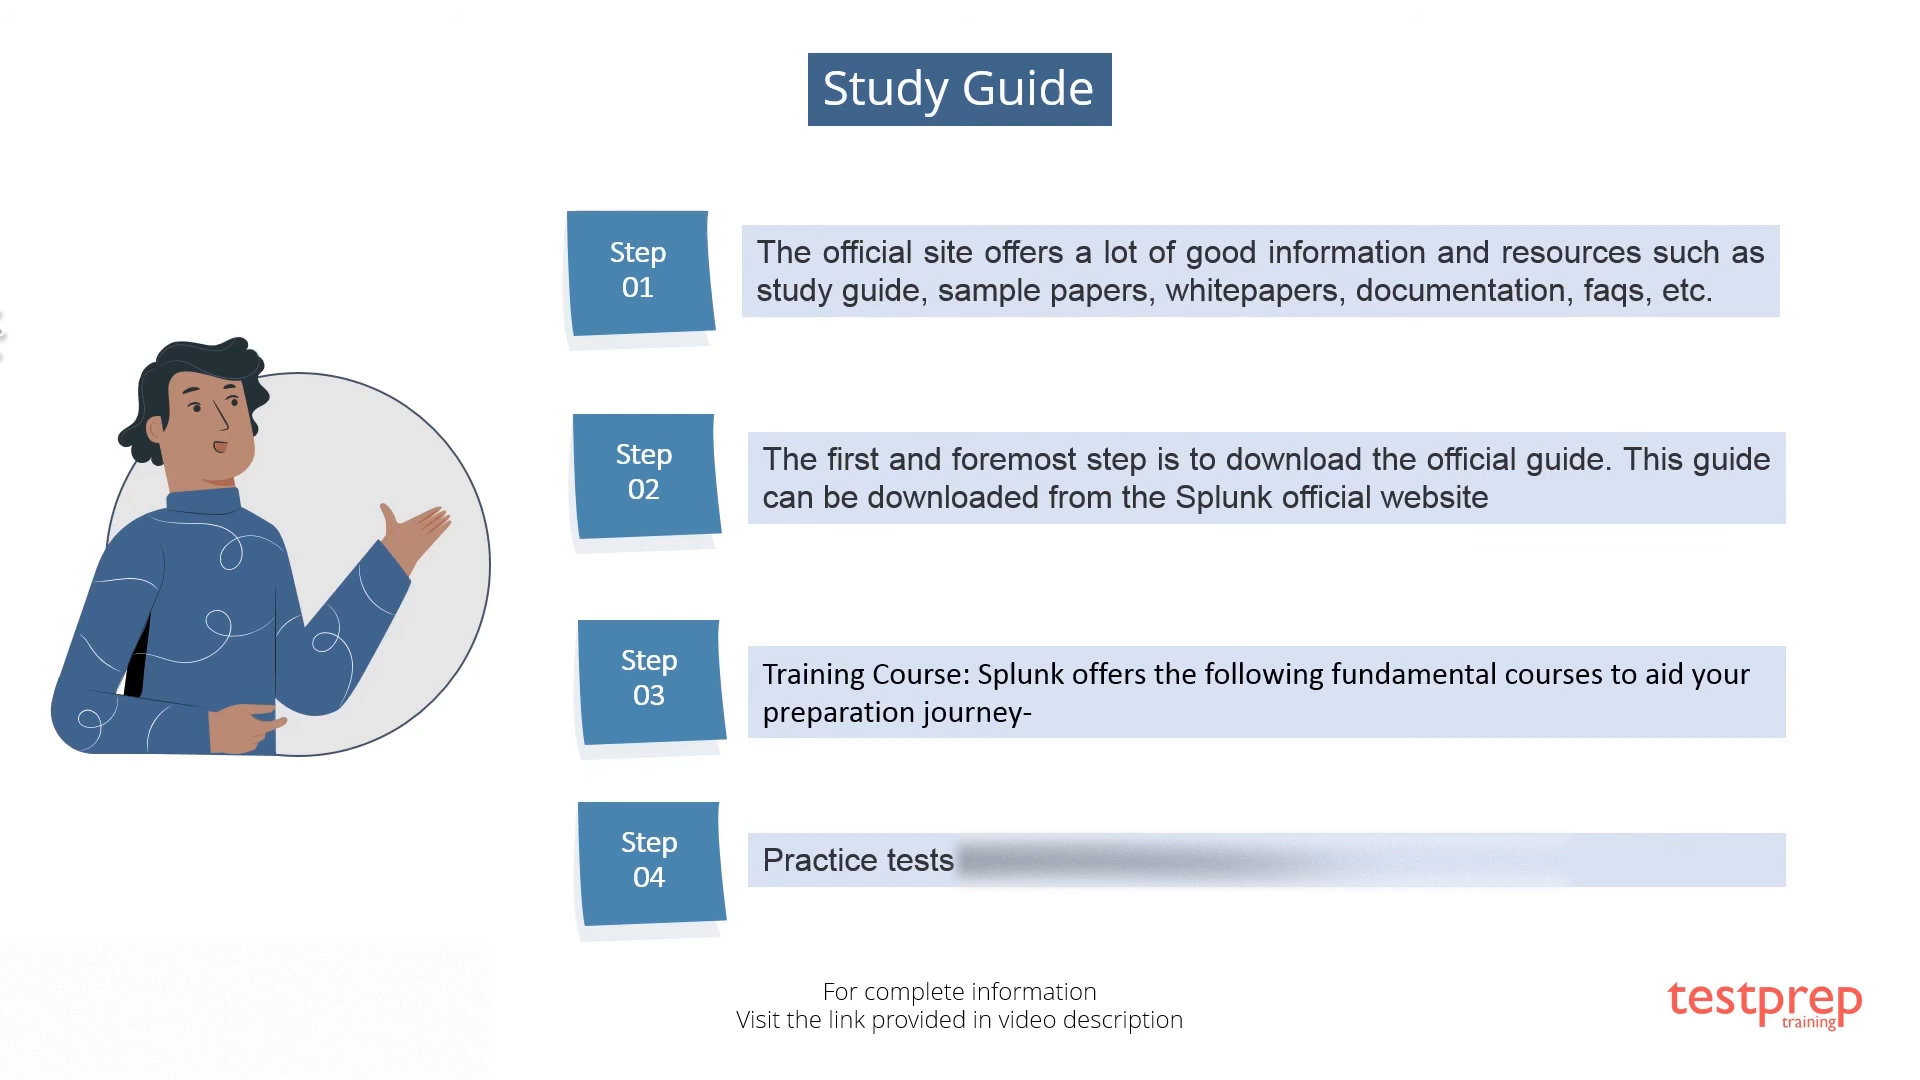 Study Guide
Step
01
The official site offers a lot of good information and resources such as
study guide, sample papers, whitepapers, documentation, faqs, etc.
Step
02
The first and foremost step is to download the official guide. This guide
can be downloaded from the Splunk official website
Step
03
Training Course: Splunk offers the following fundamental courses to aid your
preparation journey-
Step
04
Practice tests
For complete information
Visit the link provided in video description
testprep
training